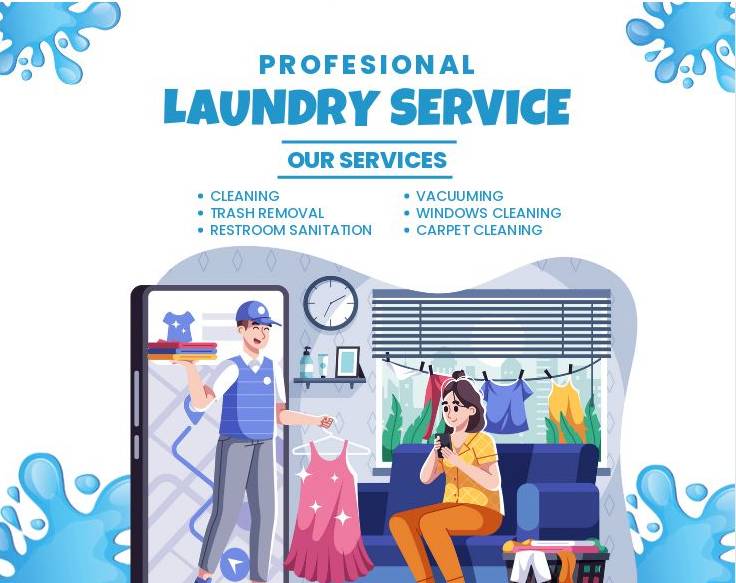 PROFESIONAL
LAUNDRY SERVICE
OUR SERVICES
• CLEANING
• TRASH REMOVAL
• RESTROOM SANITATION
• VACUUMING
• WINDOWS CLEANING
• CARPET CLEANING